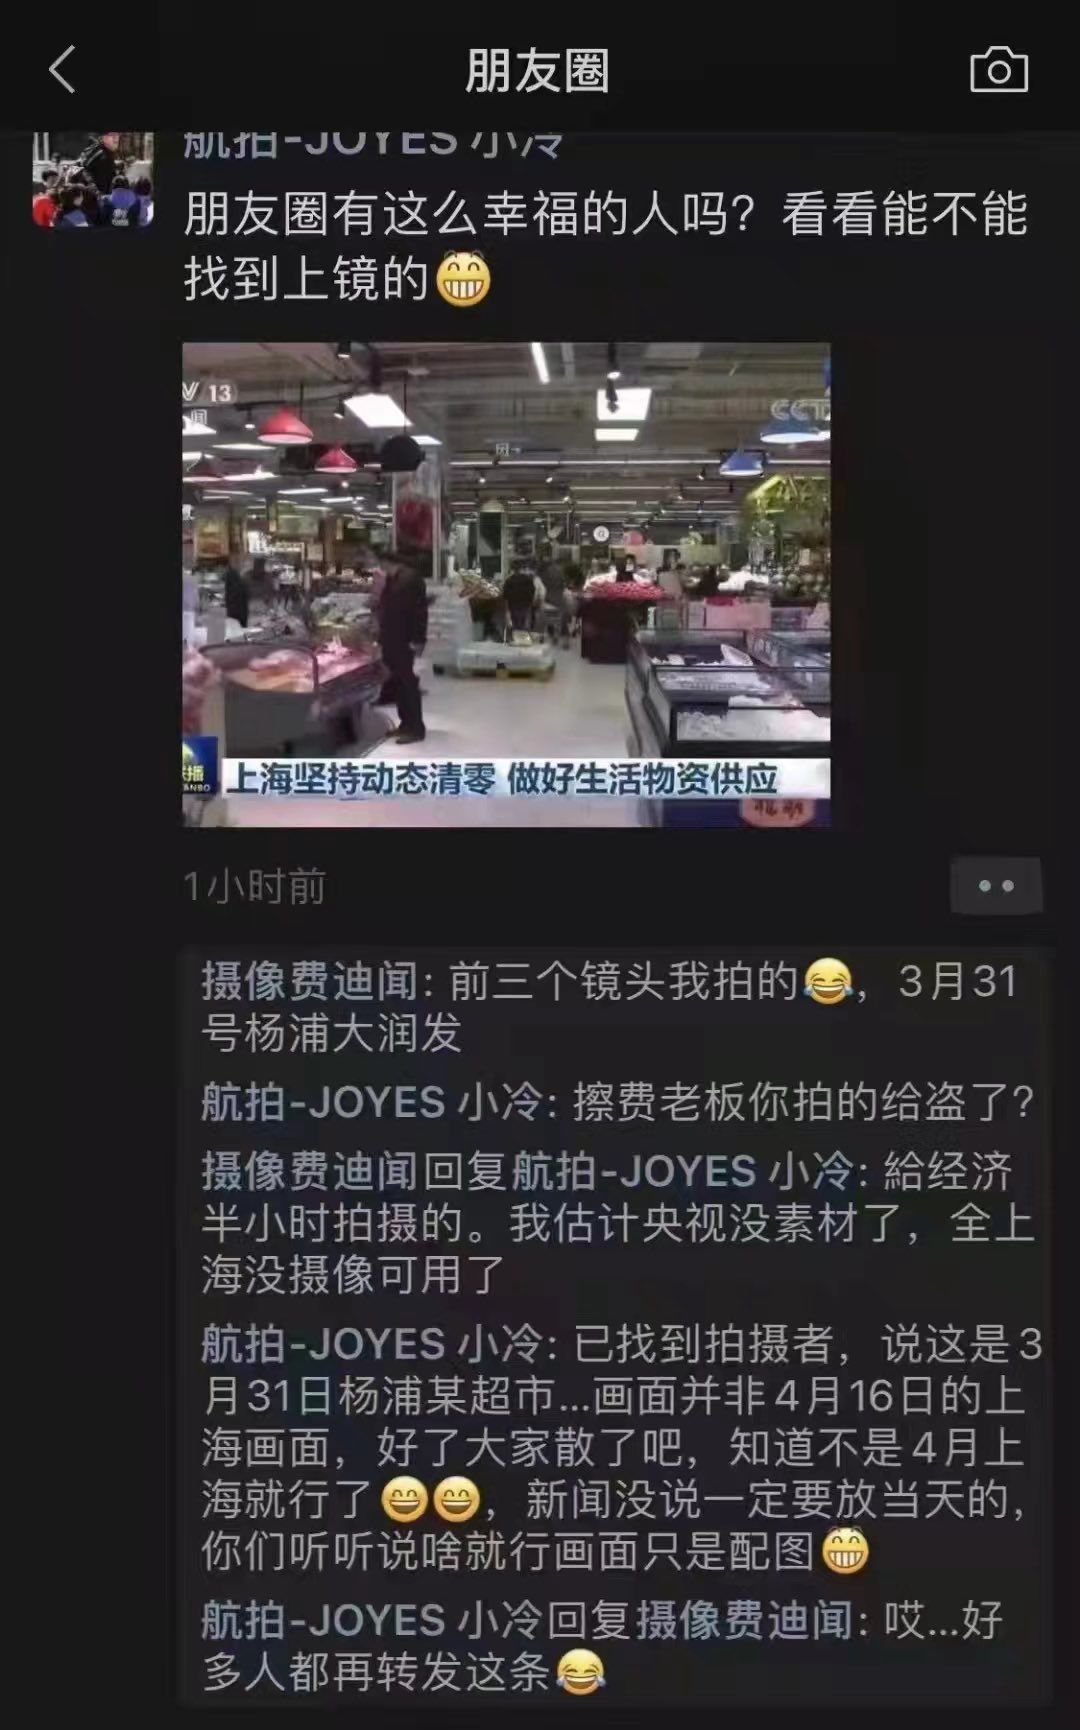 朋友圈
航拍-JOYES 小冷
朋友圈有这么幸福的人吗？看看能不能
找到上镜的
V 13
闻
CCT
联播
ANBO
上海坚持动态清零 做好生活物资供应
1小时前
摄像费迪闻: 前三个镜头我拍的, 3月31
号杨浦大润发
航拍-JOYES 小冷: 擦费老板你拍的给盗了?
摄像费迪闻回复航拍-JOYES 小冷: 給经济
半小时拍摄的。我估计央视没素材了，全上
海没摄像可用了
航拍-JOYES 小冷: 已找到拍摄者，说这是3
月31日杨浦某超市...画面并非4月16日的上
海画面，好了大家散了吧，知道不是4月上
海就行了，新闻没说一定要放当天的，
你们听听说啥就行画面只是配图
航拍-JOYES 小冷回复摄像费迪闻: 哎...好
多人都再转发这条